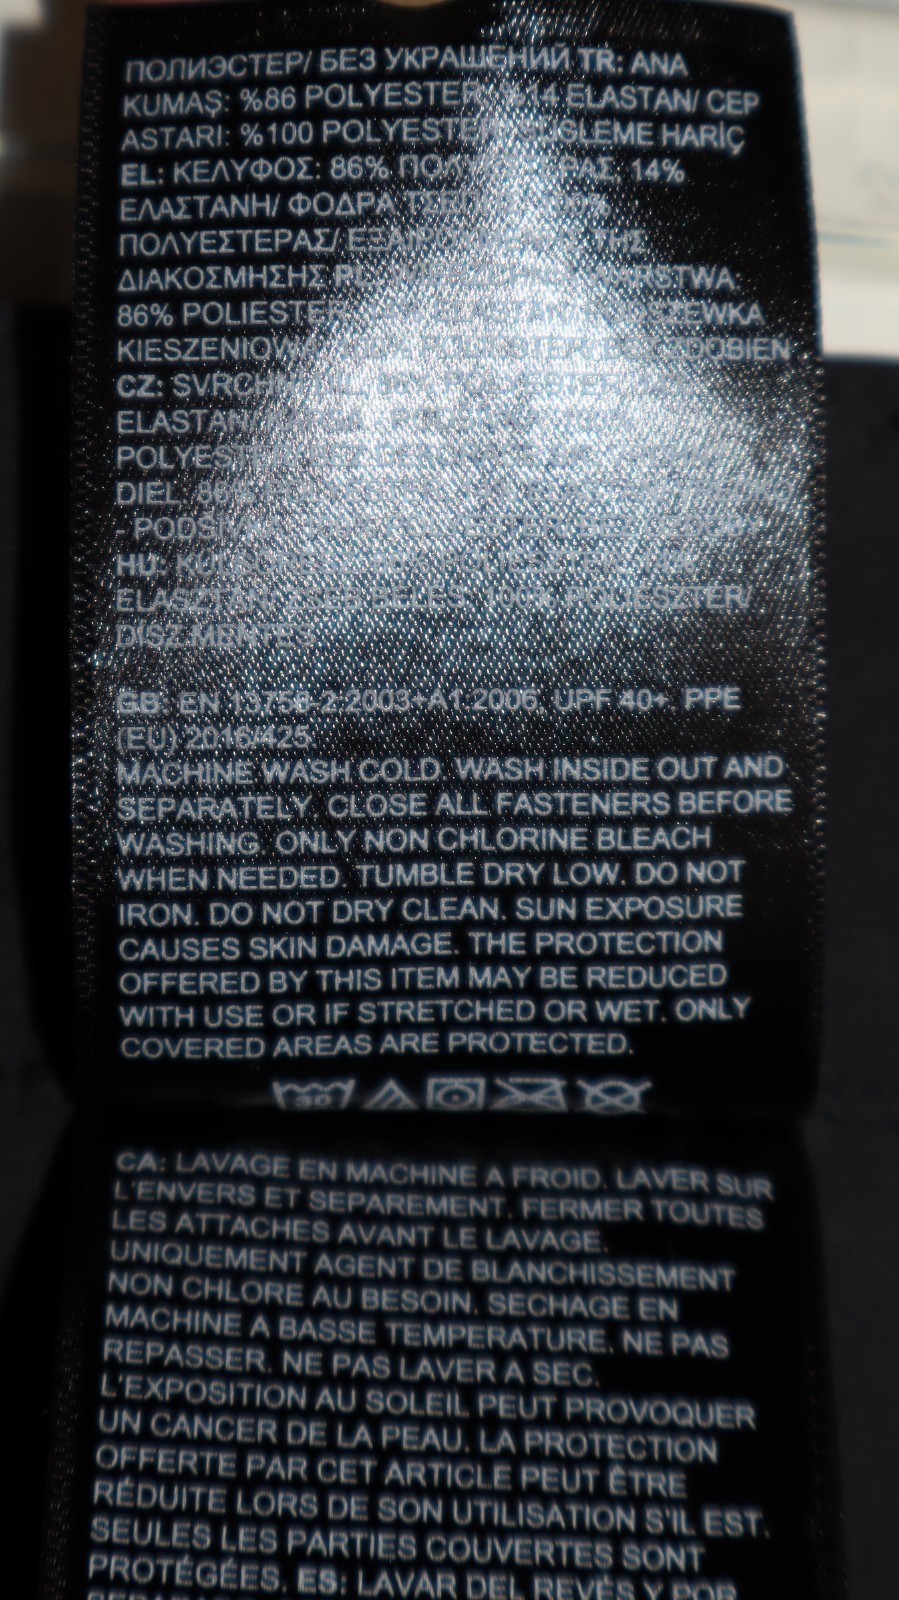 ПОЛИЭСТЕР/ БЕЗ УКРАШЕНИЙ TR: ANA
KUMAŞ: %86 POLYESTER, %14 ELASTAN/ CEP
ASTARI: %100 POLYESTER/ SÜSLEME HARİÇ
EL: ΚΕΛΥΦΟΣ: 86% ΠΟΛΥΕΣΤΕΡΑΣ, 14%
ΕΛΑΣΤΑΝΗ/ ΦΟΔΡΑ
ΠΟΛΥΕΣΤΕΡΑΣ/ ΤΗΣ
ΔΙΑΚΟΣΜΗΣΗΣ PL:
86% POLIESTER

CZ:
ELASTAN
POLYESTER
DIEL: 86%
- PODŠÍVKA
HU:
ELASZTÁN/ ZSEB BÉLÉS: 100% POLIÉSZTER/
DÍSZ MENTES
GB: EN 13758-2:2003+A1:2006. UPF 40+. PPE
(EU) 2016/425.
MACHINE WASH COLD. WASH INSIDE OUT AND
SEPARATELY. CLOSE ALL FASTENERS BEFORE
WASHING. ONLY NON CHLORINE BLEACH
WHEN NEEDED. TUMBLE DRY LOW. DO NOT
IRON. DO NOT DRY CLEAN. SUN EXPOSURE
CAUSES SKIN DAMAGE. THE PROTECTION
OFFERED BY THIS ITEM MAY BE REDUCED
WITH USE OR IF STRETCHED OR WET. ONLY
COVERED AREAS ARE PROTECTED.
30
CA: LAVAGE EN MACHINE A FROID. LAVER SUR
L'ENVERS ET SEPAREMENT. FERMER TOUTES
LES ATTACHES AVANT LE LAVAGE.
UNIQUEMENT AGENT DE BLANCHISSEMENT
NON CHLORE AU BESOIN. SECHAGE EN
MACHINE A BASSE TEMPERATURE. NE PAS
REPASSER. NE PAS LAVER A SEC.
L'EXPOSITION AU SOLEIL PEUT PROVOQUER
UN CANCER DE LA PEAU. LA PROTECTION
OFFERTE PAR CET ARTICLE PEUT ÊTRE
RÉDUITE LORS DE SON UTILISATION S'IL EST.
SEULES LES PARTIES COUVERTES SONT
PROTÉGÉES. ES: LAVAR DEL REVÉS Y POR